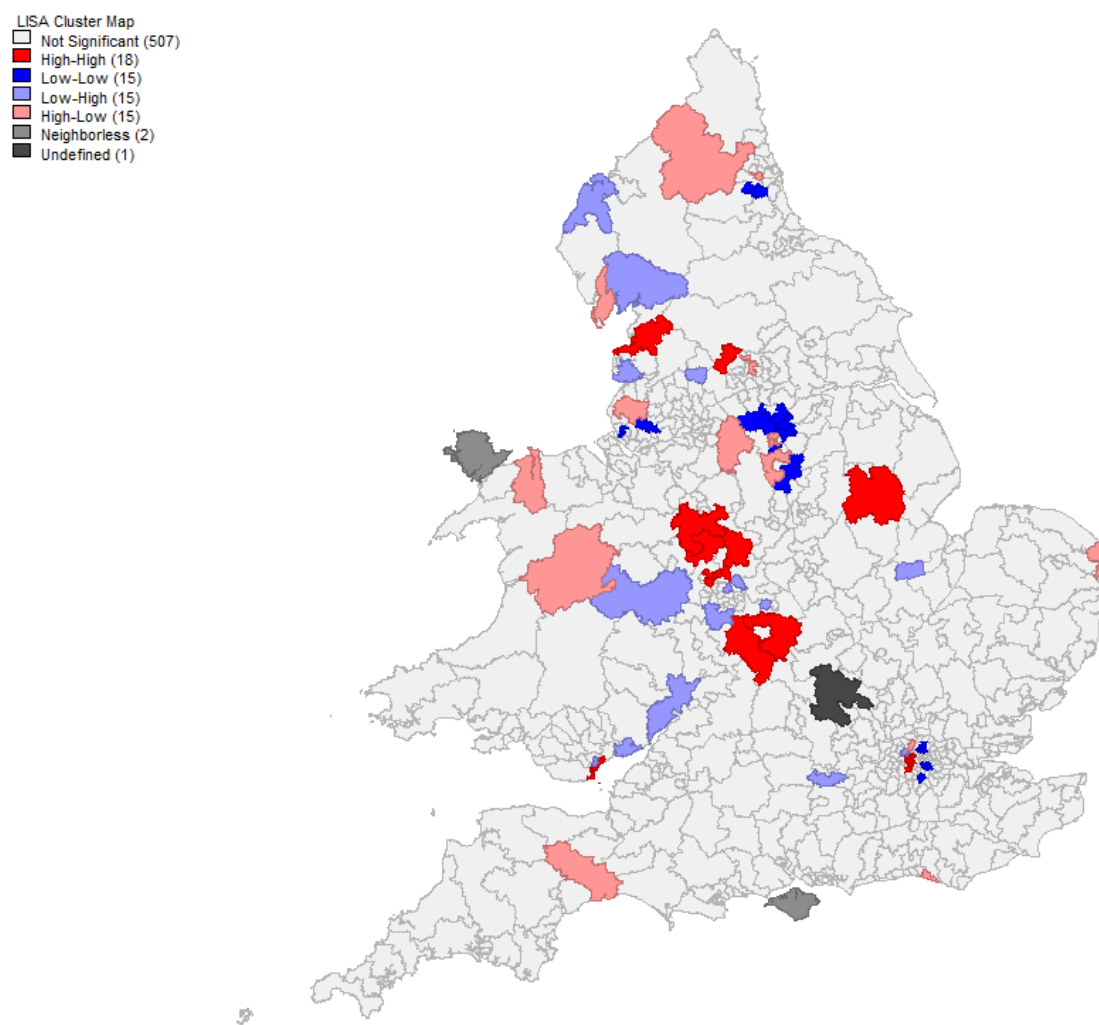 LISA Cluster Map
Not Significant (507)
High-High (18)
Low-Low (15)
Low-High (15)
High-Low (15)
Neighborless (2)
Undefined (1)